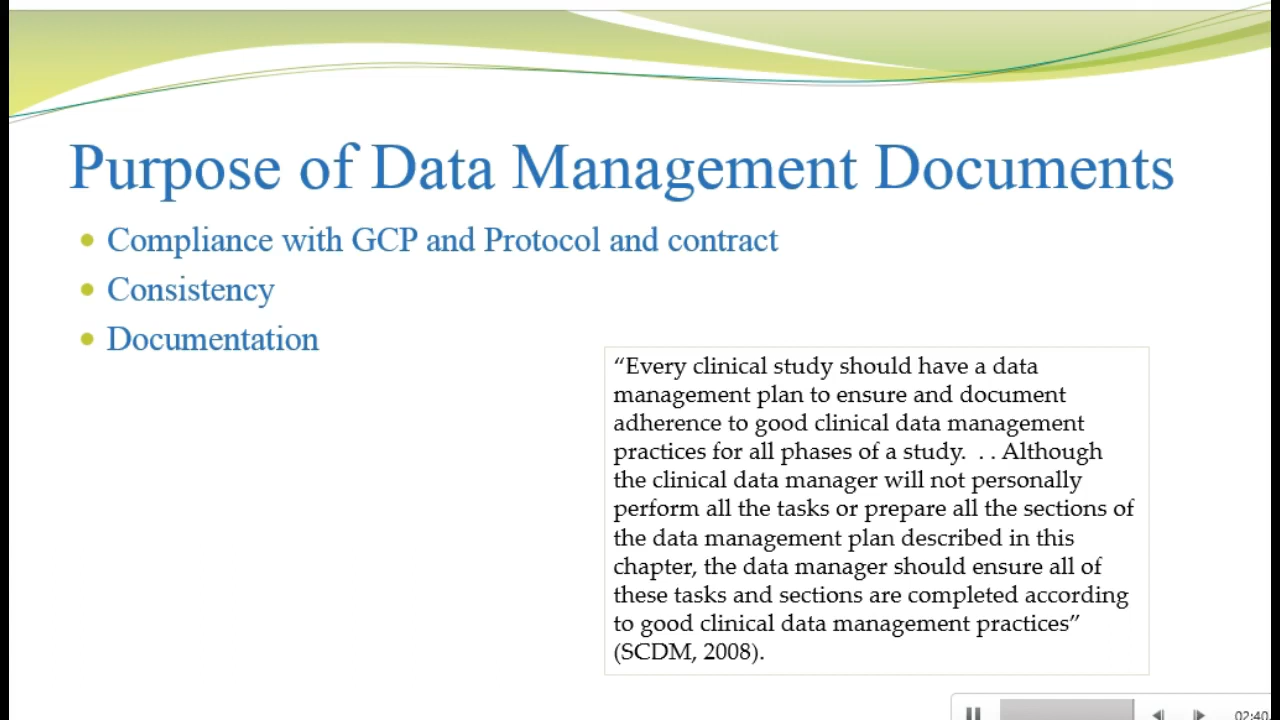 Purpose of Data Management Documents
• Compliance with GCP and Protocol and contract
• Consistency
• Documentation
“Every clinical study should have a data
management plan to ensure and document
adherence to good clinical data management
practices for all phases of a study.  . . Although
the clinical data manager will not personally
perform all the tasks or prepare all the sections of
the data management plan described in this
chapter, the data manager should ensure all of
these tasks and sections are completed according
to good clinical data management practices”
(SCDM, 2008).
02:40